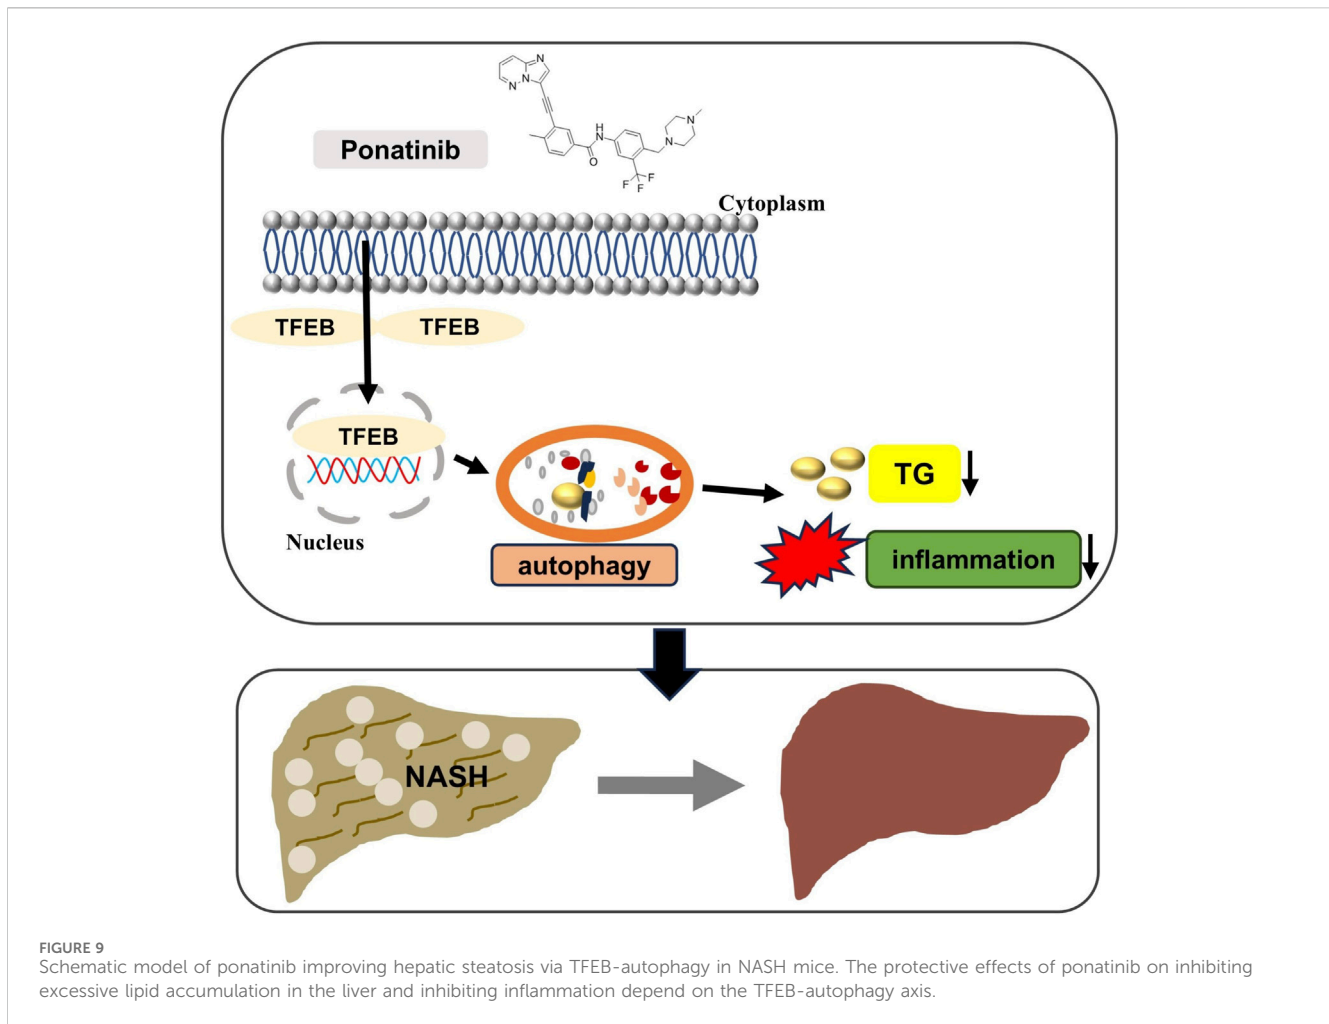 N
N
N
H
N
O
F
F
F
N
N
Ponatinib
Cytoplasm
TFEB
TFEB
TFEB
Nucleus
autophagy
TG
inflammation
NASH
FIGURE 9
Schematic model of ponatinib improving hepatic steatosis via TFEB-autophagy in NASH mice. The protective effects of ponatinib on inhibiting
excessive lipid accumulation in the liver and inhibiting inflammation depend on the TFEB-autophagy axis.